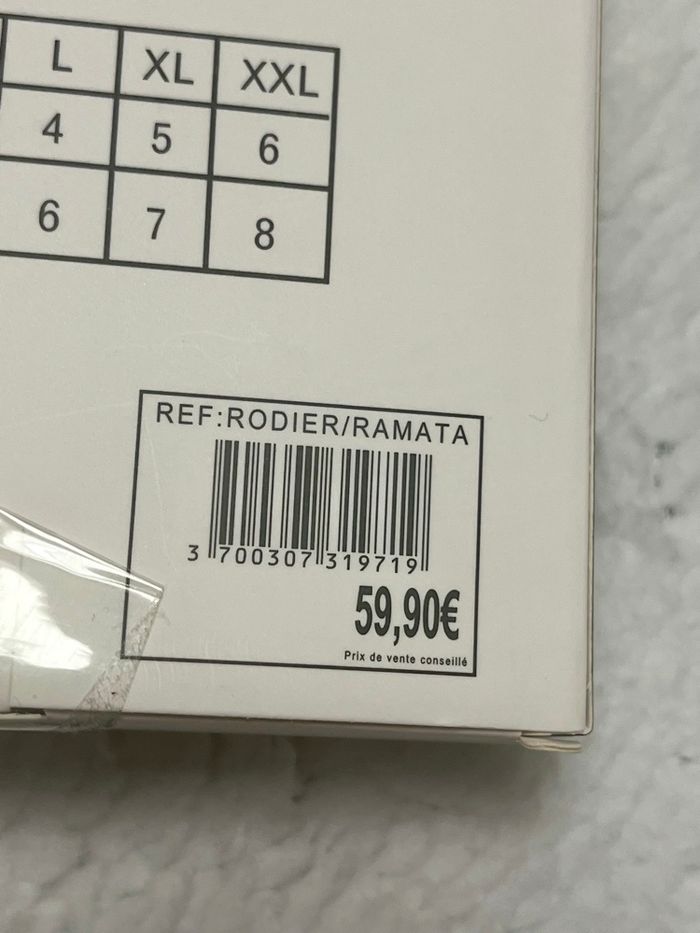 L XL XXL
4 5 6
6 7 8
REF:RODIER/RAMATA
3 700307 319719
59,90€
Prix de vente conseillé